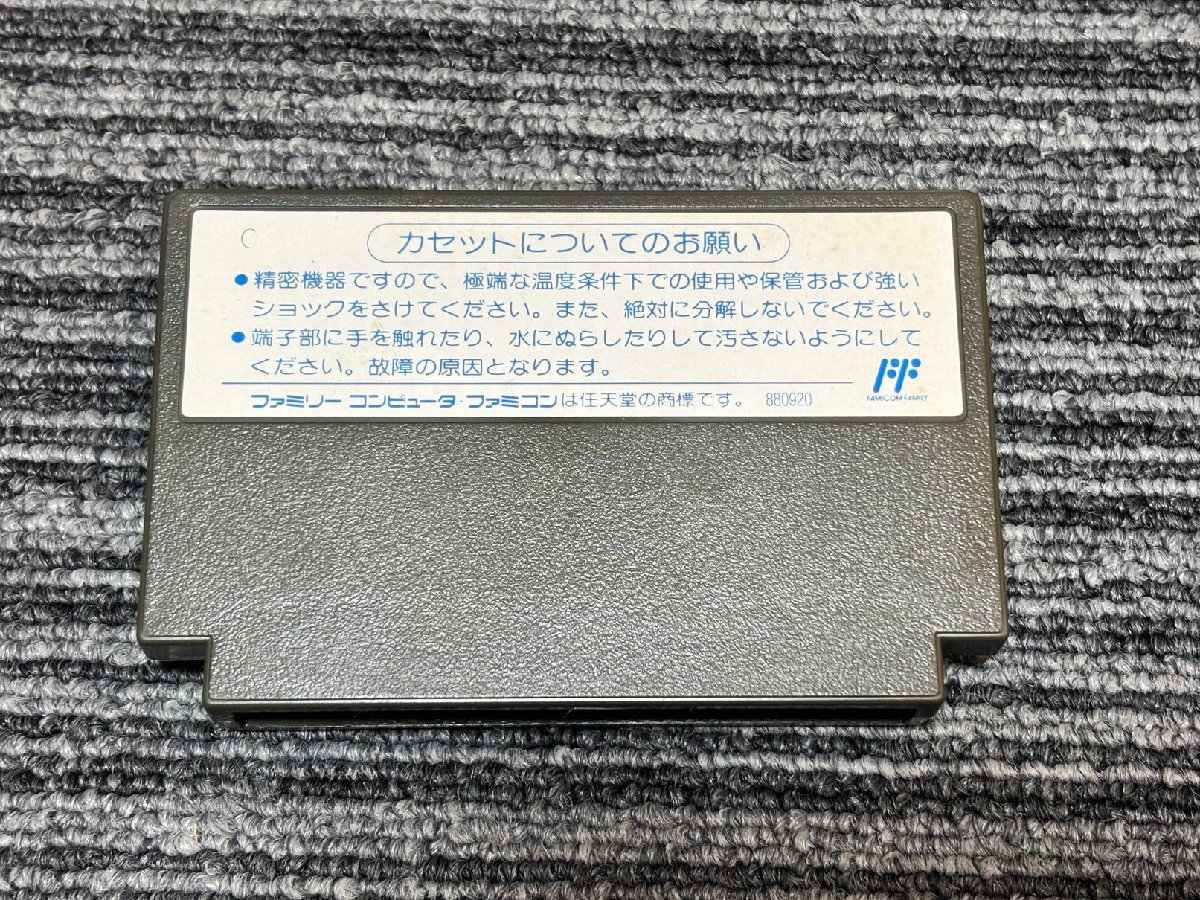 カセットについてのお願い
●精密機器ですので、極端な温度条件下での使用や保管および強い
ショックをさけてください。また、絶対に分解しないでください。
●端子部に手を触れたり、水にぬらしたりして汚さないようにして
ください。故障の原因となります。
FF
FAMICOM FAMILY
ファミリー コンピュータ・ファミコンは任天堂の商標です。 880920